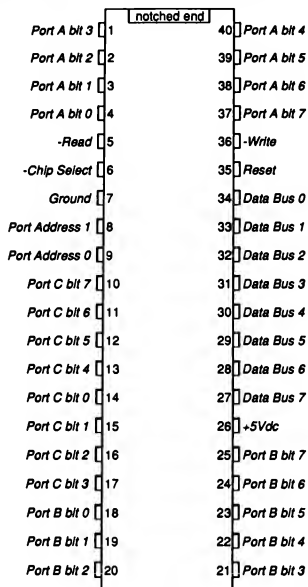 notched end
Port A bit 3 1 40 Port A bit 4
Port A bit 2 2 39 Port A bit 5
Port A bit 1 3 38 Port A bit 6
Port A bit 0 4 37 Port A bit 7
-Read 5 36 -Write
-Chip Select 6 35 Reset
Ground 7 34 Data Bus 0
Port Address 1 8 33 Data Bus 1
Port Address 0 9 32 Data Bus 2
Port C bit 7 10 31 Data Bus 3
Port C bit 6 11 30 Data Bus 4
Port C bit 5 12 29 Data Bus 5
Port C bit 4 13 28 Data Bus 6
Port C bit 0 14 27 Data Bus 7
Port C bit 1 15 26 +5Vdc
Port C bit 2 16 25 Port B bit 7
Port C bit 3 17 24 Port B bit 6
Port B bit 0 18 23 Port B bit 5
Port B bit 1 19 22 Port B bit 4
Port B bit 2 20 21 Port B bit 3